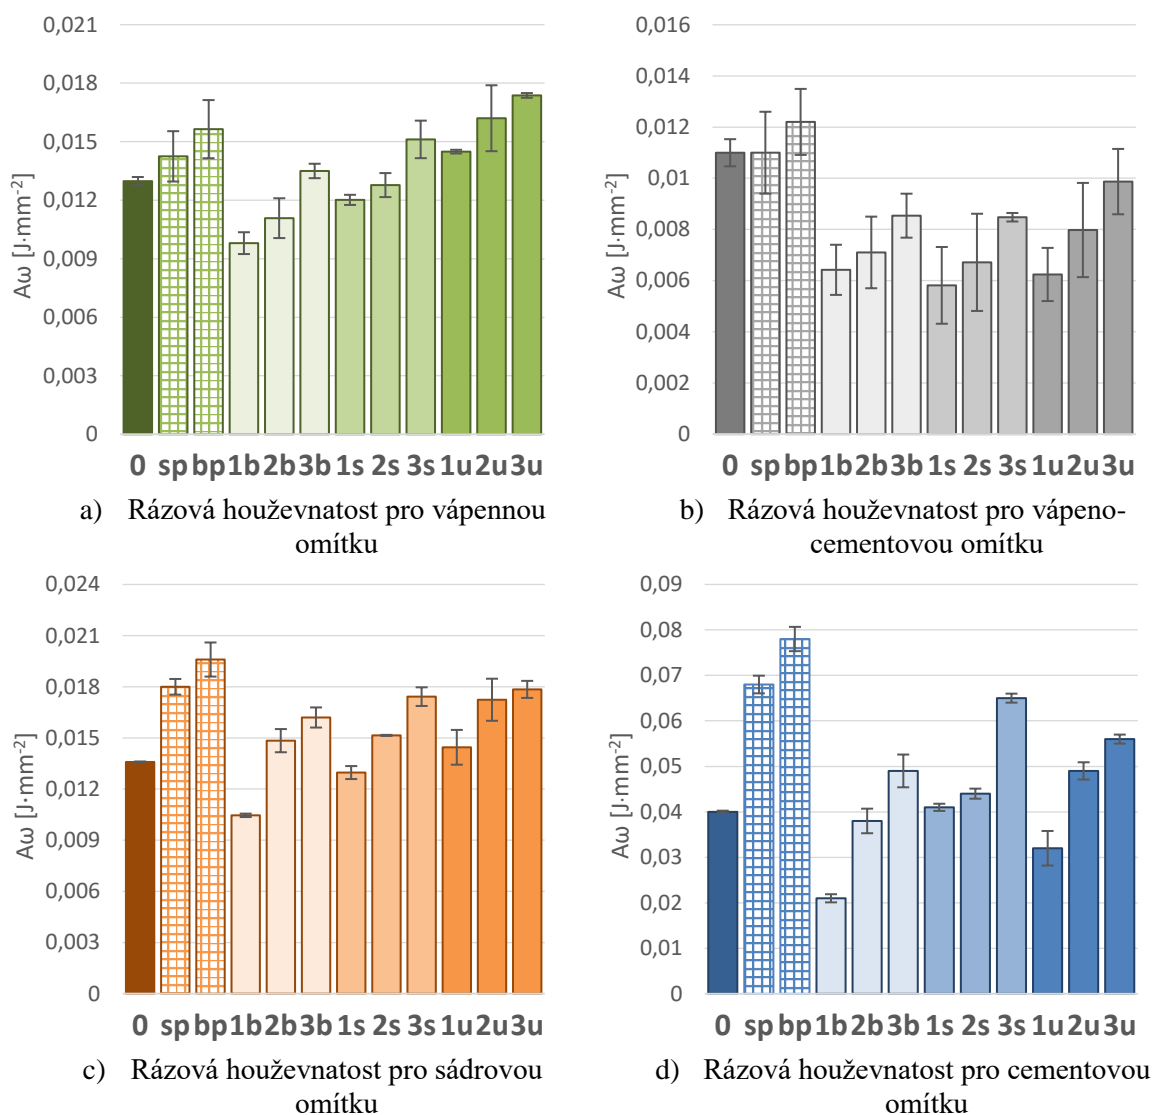 0,021
0,018
0,015
0,012
0,009
0,006
0,003
0
Aω [J·mm⁻²]
0 sp bp 1b 2b 3b 1s 2s 3s 1u 2u 3u
a) Rázová houževnatost pro vápennou
omítku
0,016
0,014
0,012
0,01
0,008
0,006
0,004
0,002
0
Aω [J·mm⁻²]
0 sp bp 1b 2b 3b 1s 2s 3s 1u 2u 3u
b) Rázová houževnatost pro vápeno-
cementovou omítku
0,024
0,021
0,018
0,015
0,012
0,009
0,006
0,003
0
Aω [J·mm⁻²]
0 sp bp 1b 2b 3b 1s 2s 3s 1u 2u 3u
c) Rázová houževnatost pro sádrovou
omítku
0,09
0,08
0,07
0,06
0,05
0,04
0,03
0,02
0,01
0
Aω [J·mm⁻²]
0 sp bp 1b 2b 3b 1s 2s 3s 1u 2u 3u
d) Rázová houževnatost pro cementovou
omítku